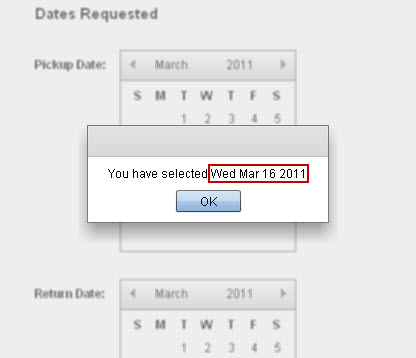 Dates Requested
Pickup Date:
March 2011
S M T W T F S
1 2 3 4 5
You have selected Wed Mar 16 2011
OK
Return Date:
March 2011
S M T W T F S
1 2 3 4 5